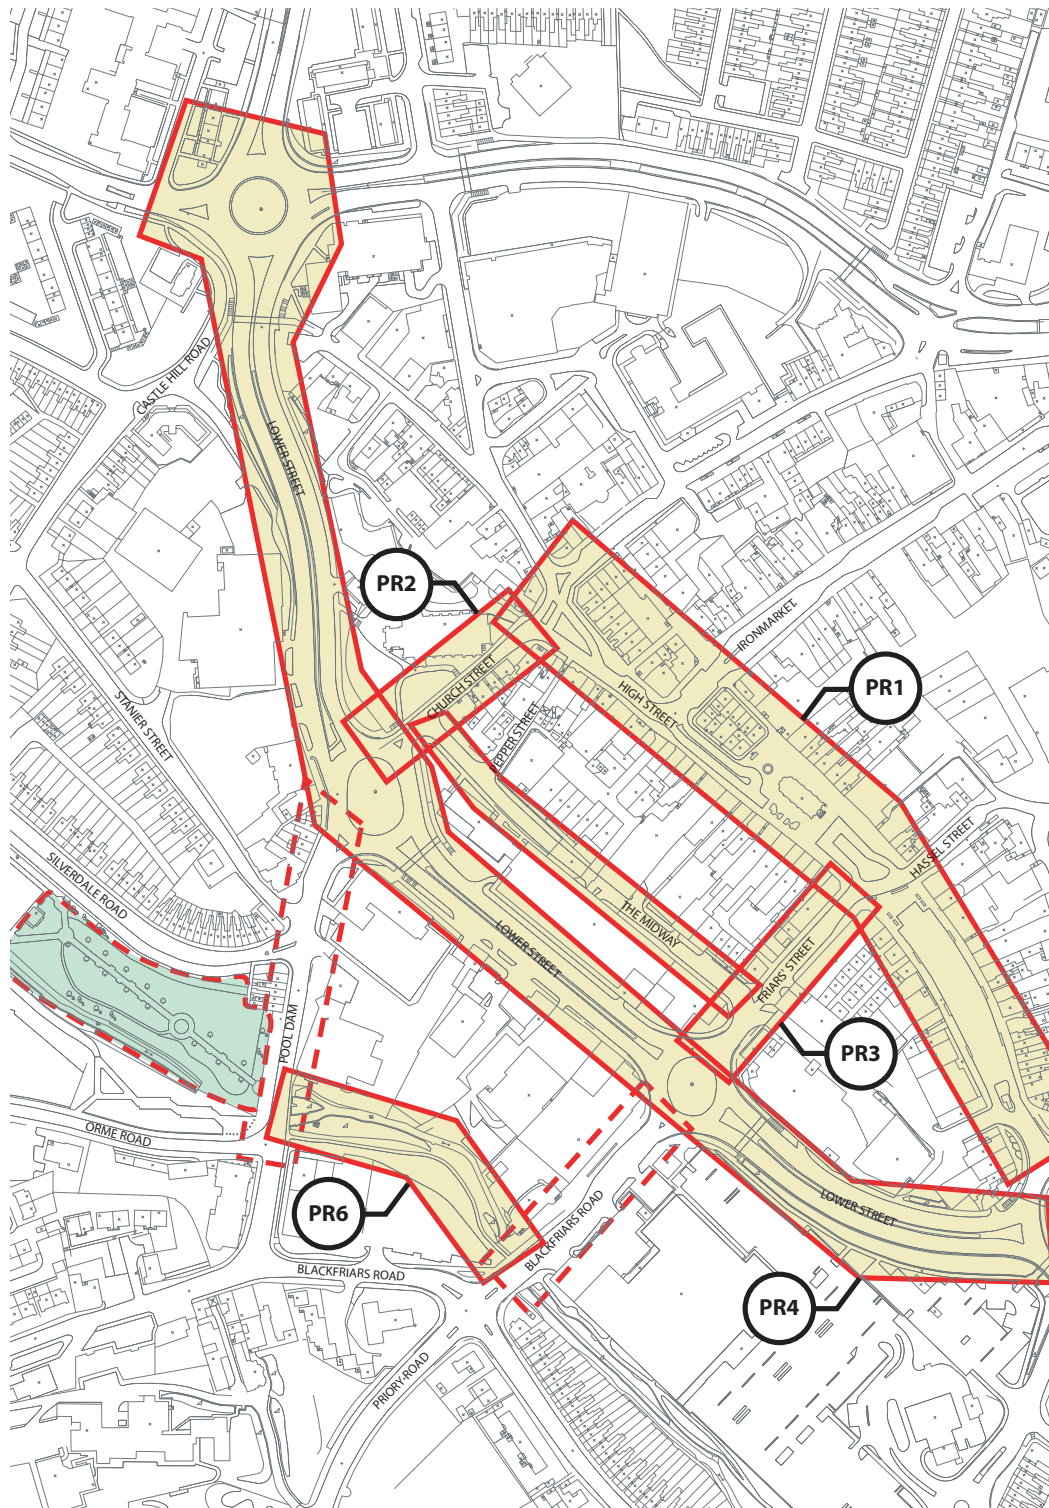 CASTLE HILL ROAD
LOWER STREET
PR2
IRONMARKET
CHURCH STREET
PR1
HIGH STREET
STANIER STREET
PEPPER STREET
HASSEL STREET
SILVERDALE ROAD
THE MIDWAY
LOWER STREET
FRIARS STREET
POOL DAM
PR3
ORME ROAD
PR6
LOWER STREET
BLACKFRIARS ROAD
BLACKFRIARS ROAD
PR4
PRIORY ROAD